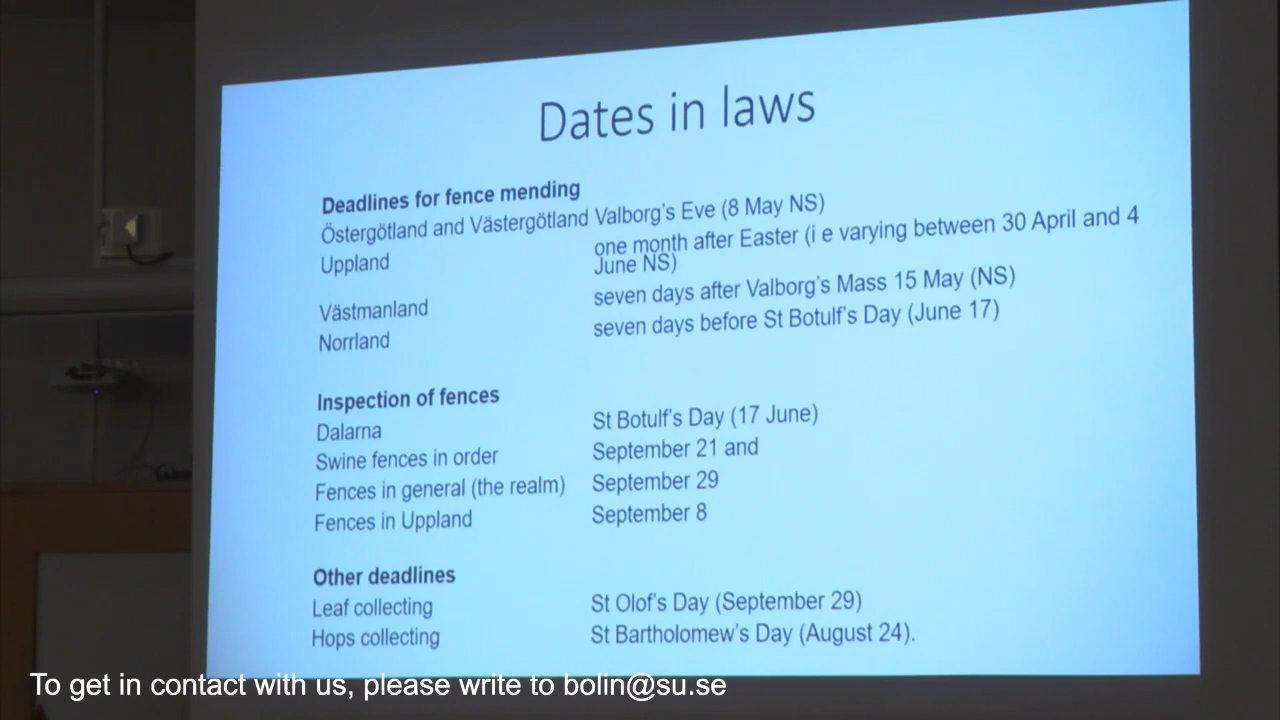 Dates in laws
Deadlines for fence mending
Östergötland and Västergötland Valborg's Eve (8 May NS)
Uppland one month after Easter (i e varying between 30 April and 4
June NS)
Västmanland seven days after Valborg's Mass 15 May (NS)
Norrland seven days before St Botulf's Day (June 17)
Inspection of fences
Dalarna St Botulf's Day (17 June)
Swine fences in order September 21 and
Fences in general (the realm) September 29
Fences in Uppland September 8
Other deadlines
Leaf collecting St Olof's Day (September 29)
Hops collecting St Bartholomew's Day (August 24).
To get in contact with us, please write to bolin@su.se